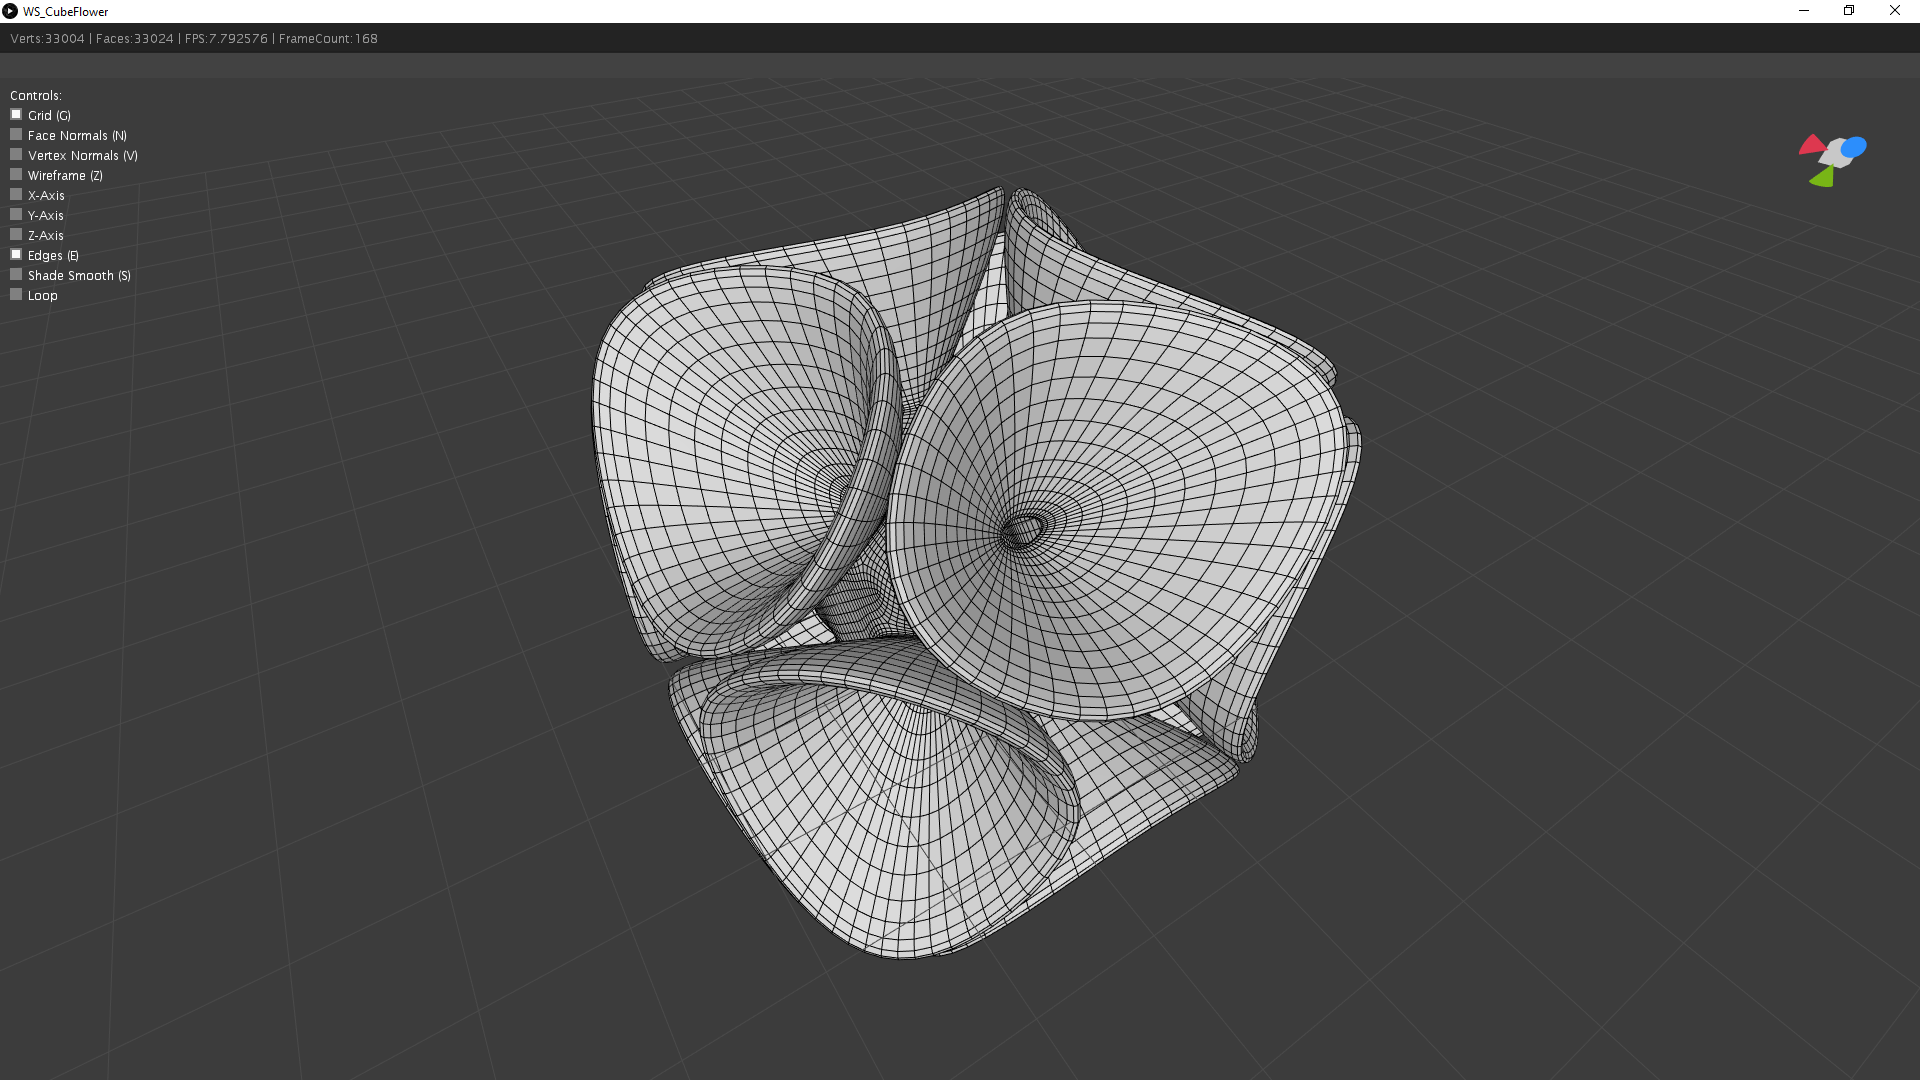 WS_CubeFlower
Verts:33004 | Faces:33024 | FPS:7.792576 | FrameCount:168
Controls:
Grid (G)
Face Normals (N)
Vertex Normals (V)
Wireframe (Z)
X-Axis
Y-Axis
Z-Axis
Edges (E)
Shade Smooth (S)
Loop